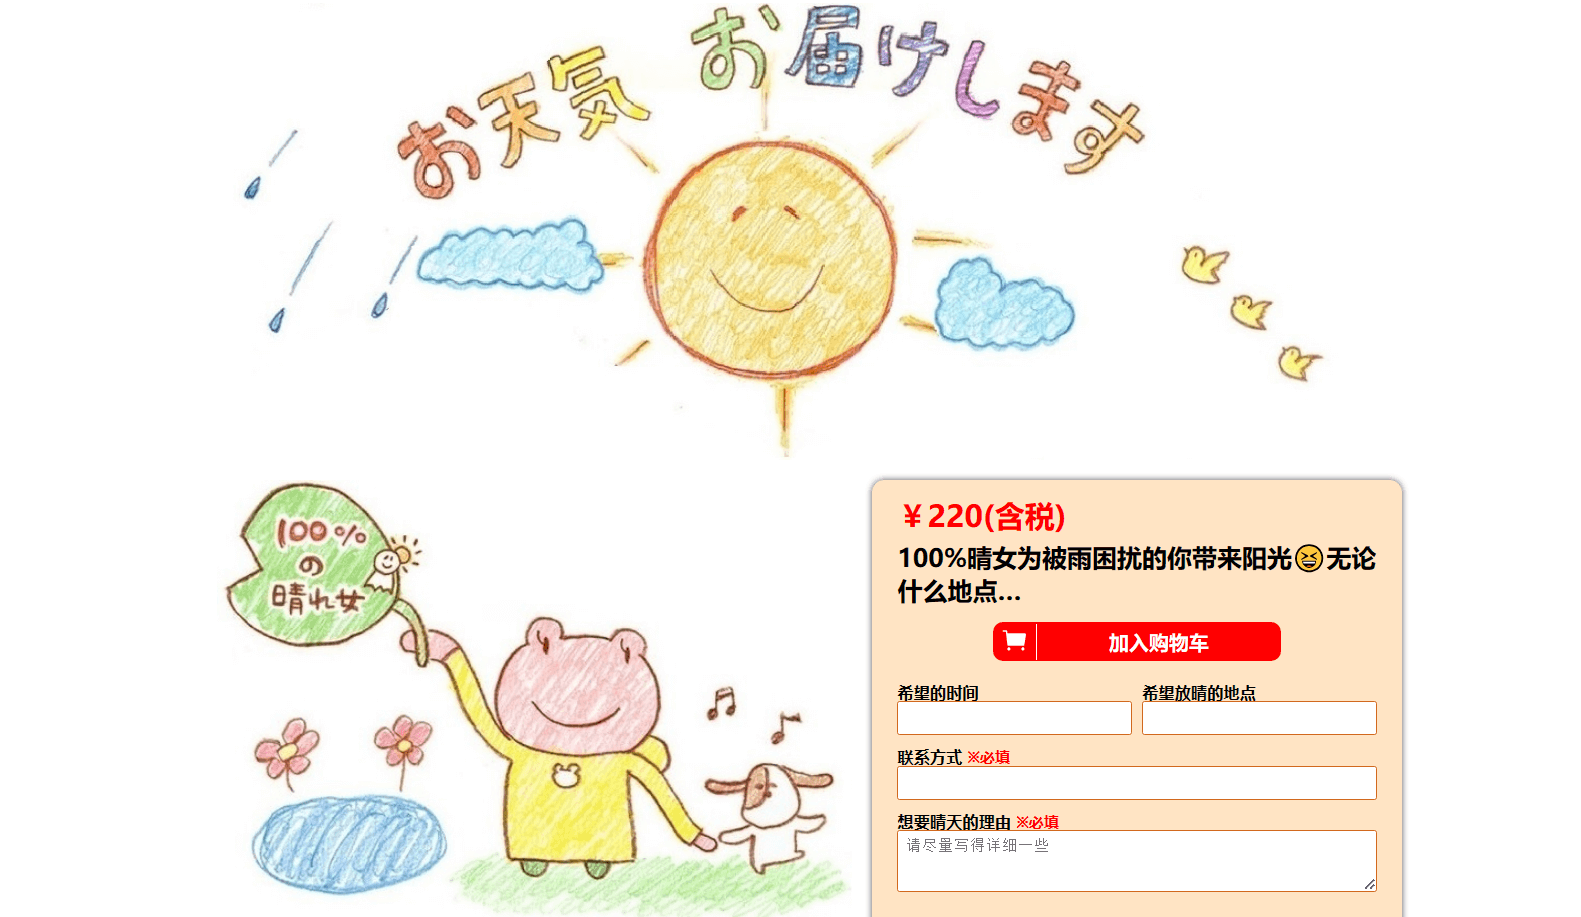 お天気 お届けします
100%
の
晴れ女
￥220(含税)
100%晴女为被雨困扰的你带来阳光😆无论
什么地点...
加入购物车
希望的时间 希望放晴的地点
联系方式 ※必填
想要晴天的理由 ※必填
请尽量写得详细一些